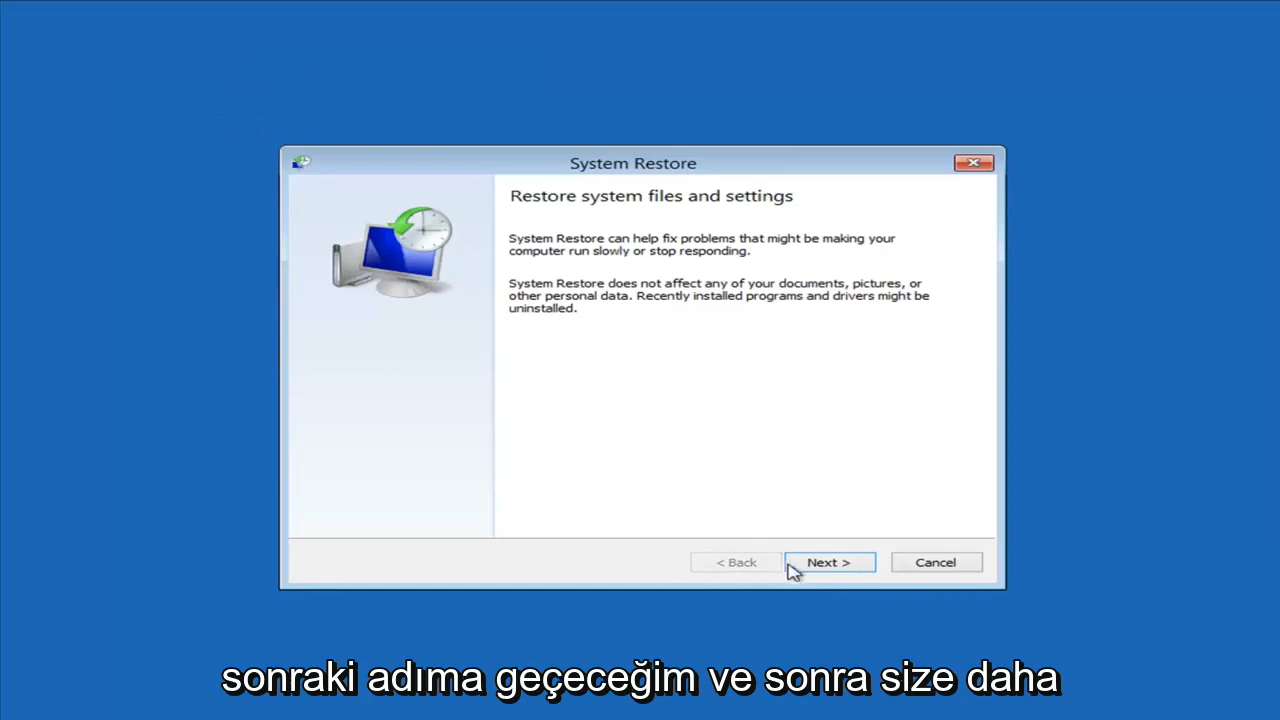 System Restore
Restore system files and settings
System Restore can help fix problems that might be making your
computer run slowly or stop responding.
System Restore does not affect any of your documents, pictures, or
other personal data. Recently installed programs and drivers might be
uninstalled.
< Back
Next >
Cancel
sonraki adıma geçeceğim ve sonra size daha